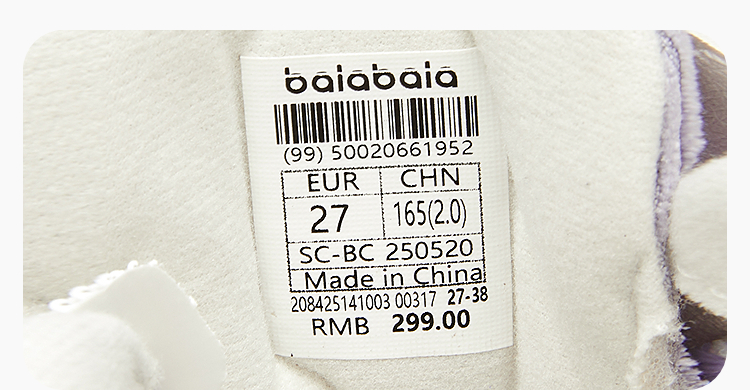 baiabaia
(99) 50020661952
EUR CHN
27 165(2.0)
SC-BC 250520
Made in China
208425141003 00317 27-38
RMB 299.00